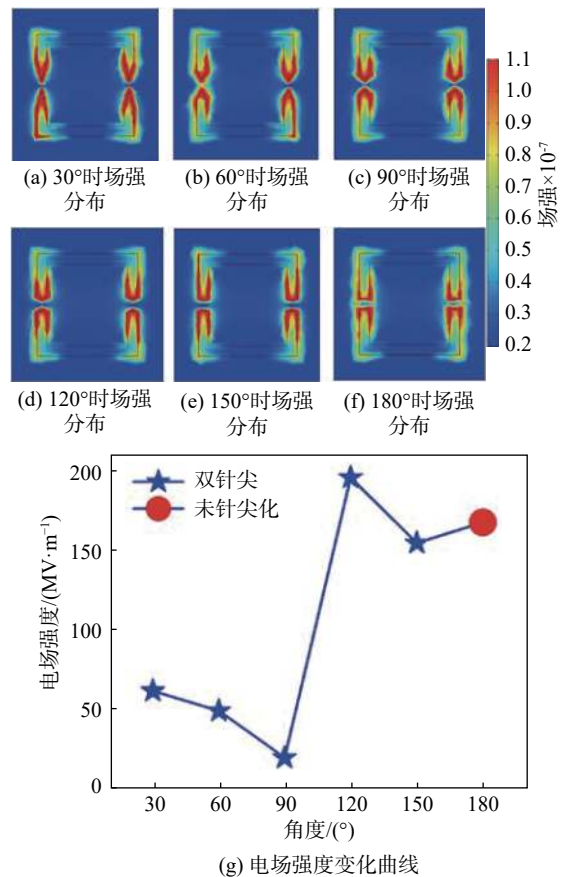 (a) 30°时场强
分布
(b) 60°时场强
分布
(c) 90°时场强
分布
1.1
1.0
0.9
0.8
0.7
0.6
0.5
0.4
0.3
0.2
场强×10⁻⁷
(d) 120°时场强
分布
(e) 150°时场强
分布
(f) 180°时场强
分布
双针尖
未针尖化
电场强度/(MV·m⁻¹)
200
150
100
50
0
30 60 90 120 150 180
角度/(°)
(g) 电场强度变化曲线